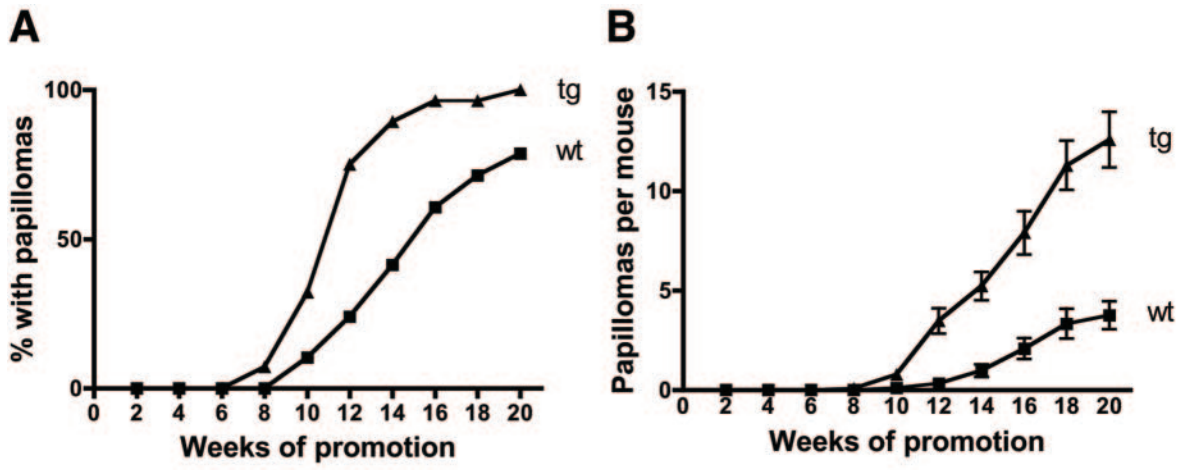 A
% with papillomas
100
50
0
0 2 4 6 8 10 12 14 16 18 20
Weeks of promotion
tg
wt
B
Papillomas per mouse
15
10
5
0
0 2 4 6 8 10 12 14 16 18 20
Weeks of promotion
tg
wt